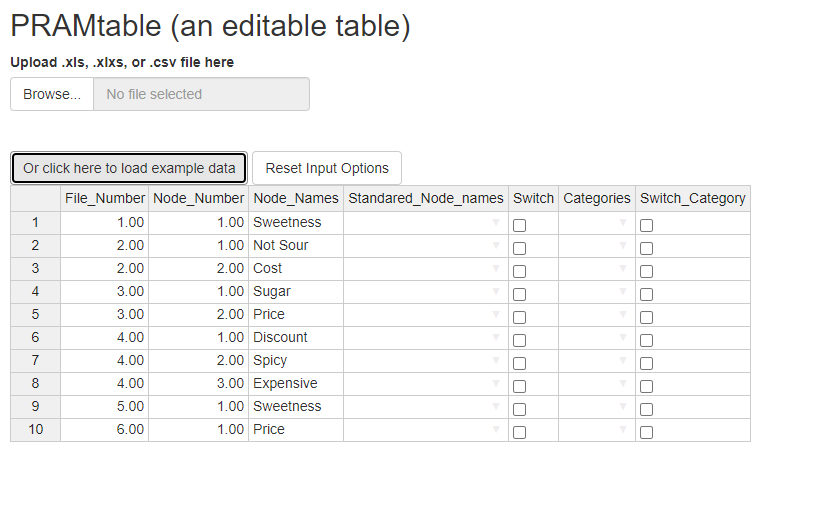 PRAMtable (an editable table)
Upload .xls, .xlxs, or .csv file here
Browse... No file selected
Or click here to load example data Reset Input Options
File_Number Node_Number Node_Names Standared_Node_names Switch Categories Switch_Category
1 1.00 1.00 Sweetness
2 2.00 1.00 Not Sour
3 2.00 2.00 Cost
4 3.00 1.00 Sugar
5 3.00 2.00 Price
6 4.00 1.00 Discount
7 4.00 2.00 Spicy
8 4.00 3.00 Expensive
9 5.00 1.00 Sweetness
10 6.00 1.00 Price